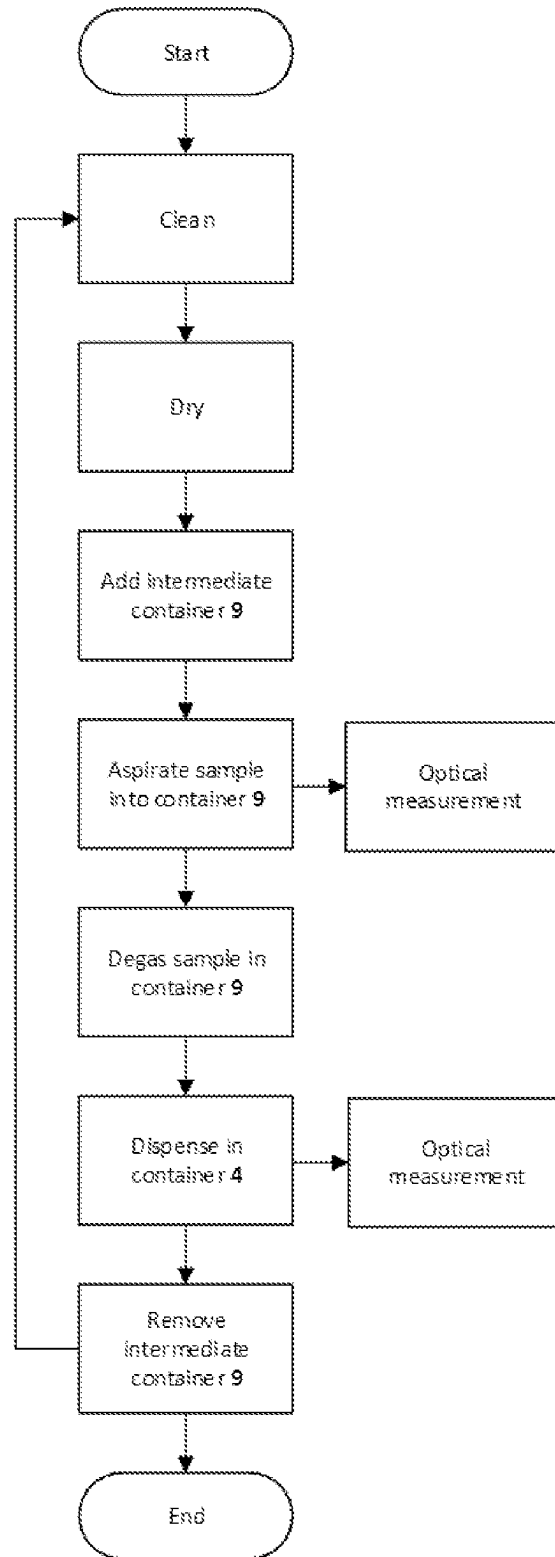 Start
Clean
Dry
Add intermediate
container 9
Aspirate sample
into container 9
Optical
measurement
Degas sample in
container 9
Dispense in
container 4
Optical
measurement
Remove
intermediate
container 9
End